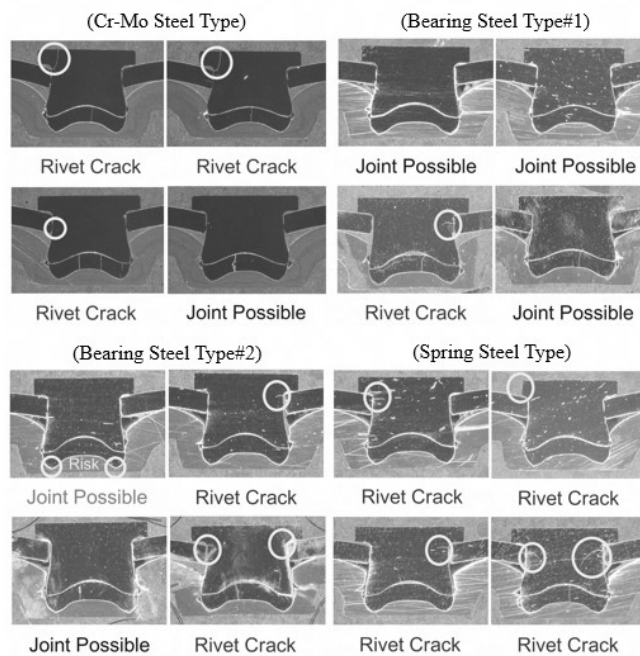 (Cr-Mo Steel Type)
(Bearing Steel Type#1)
Rivet Crack
Rivet Crack
Joint Possible
Joint Possible
Rivet Crack
Joint Possible
Rivet Crack
Joint Possible
(Bearing Steel Type#2)
(Spring Steel Type)
Risk
Joint Possible
Rivet Crack
Rivet Crack
Rivet Crack
Joint Possible
Rivet Crack
Rivet Crack
Rivet Crack